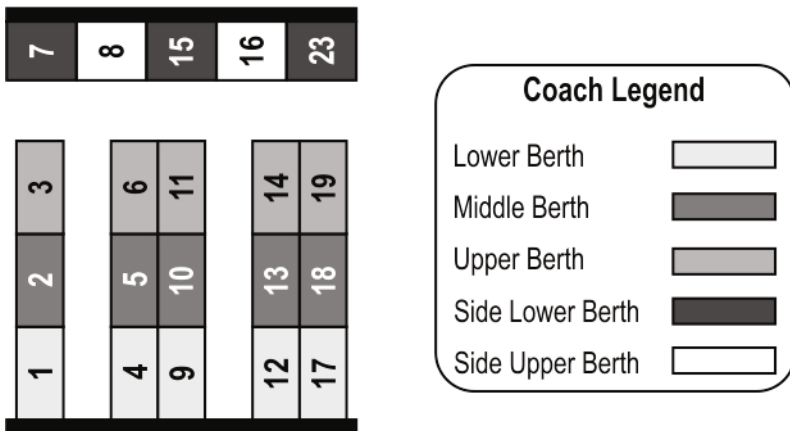 7 8 15 16 23
3 6 11 14 19
2 5 10 13 18
1 4 9 12 17
Coach Legend
Lower Berth
Middle Berth
Upper Berth
Side Lower Berth
Side Upper Berth